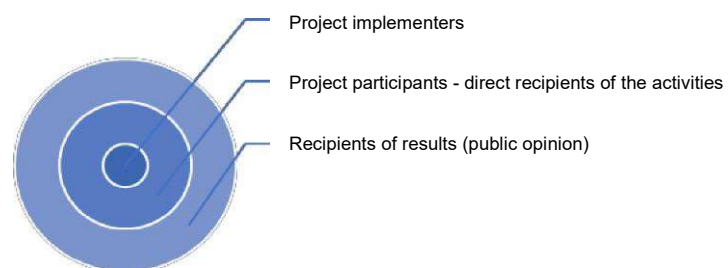 Project implementers
Project participants - direct recipients of the activities
Recipients of results (public opinion)